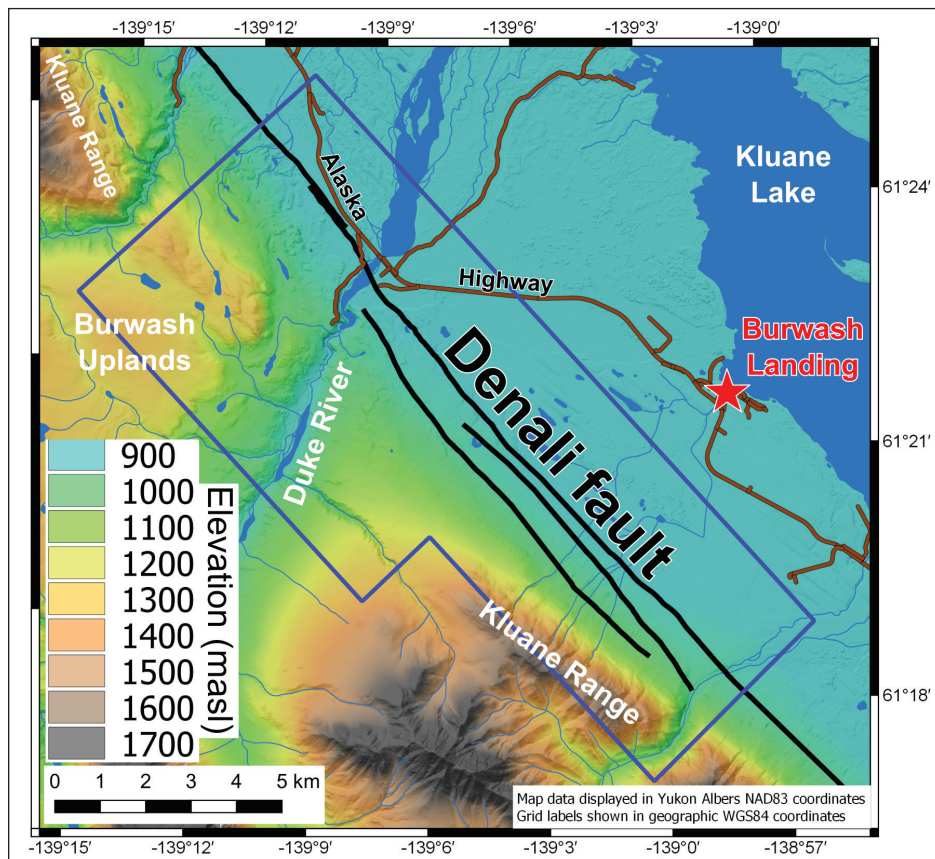 -139°15′ -139°12′ -139°9′ -139°6′ -139°3′ -139°0′
Kluane Range
Kluane
Lake
61°24′
Alaska
Highway
Burwash
Uplands
Burwash
Landing
Denali fault
Duke River
61°21′
900
1000
1100
1200
1300
1400
1500
1600
1700
Elevation (masl)
Kluane Range
61°18′
0 1 2 3 4 5 km
Map data displayed in Yukon Albers NAD83 coordinates
Grid labels shown in geographic WGS84 coordinates
-139°15′ -139°12′ -139°9′ -139°6′ -139°3′ -139°0′ -138°57′